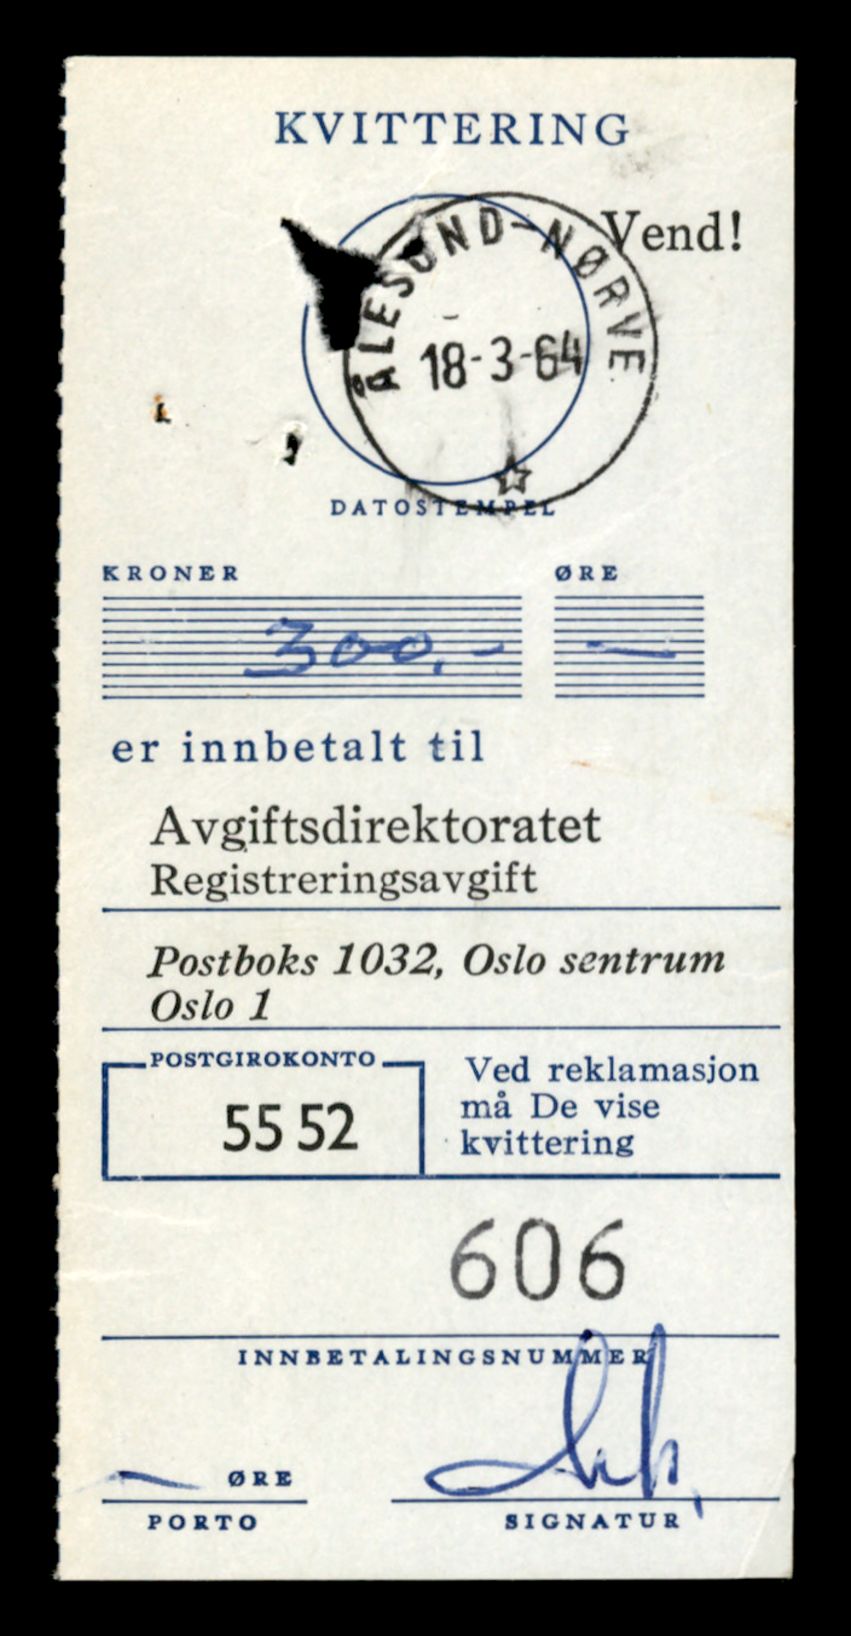 KVITTERING
Vend!
ÅLESUND-NØRVE
18-3-64
DATOSTEMPEL
KRONER ØRE
300,- —
er innbetalt til
Avgiftsdirektoratet
Registreringsavgift
Postboks 1032, Oslo sentrum
Oslo 1
POSTGIROKONTO
55 52
Ved reklamasjon
må De vise
kvittering
606
INNBETALINGSNUMMER
— ØRE
PORTO
SIGNATUR